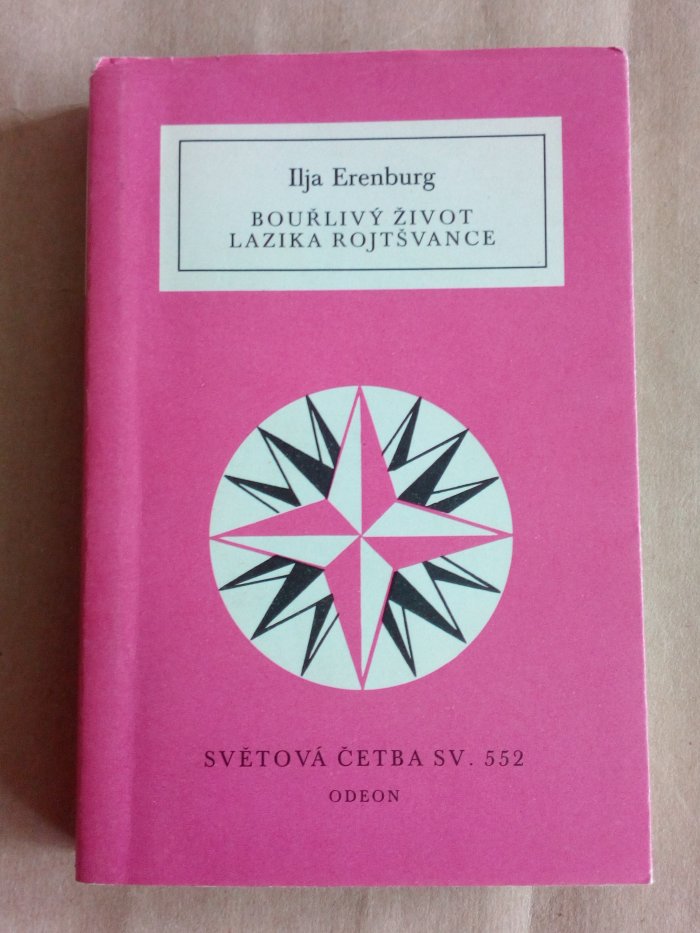 Ilja Erenburg
BOUŘLIVÝ ŽIVOT
LAZIKA ROJTŠVANCE
SVĚTOVÁ ČETBA SV. 552
ODEON